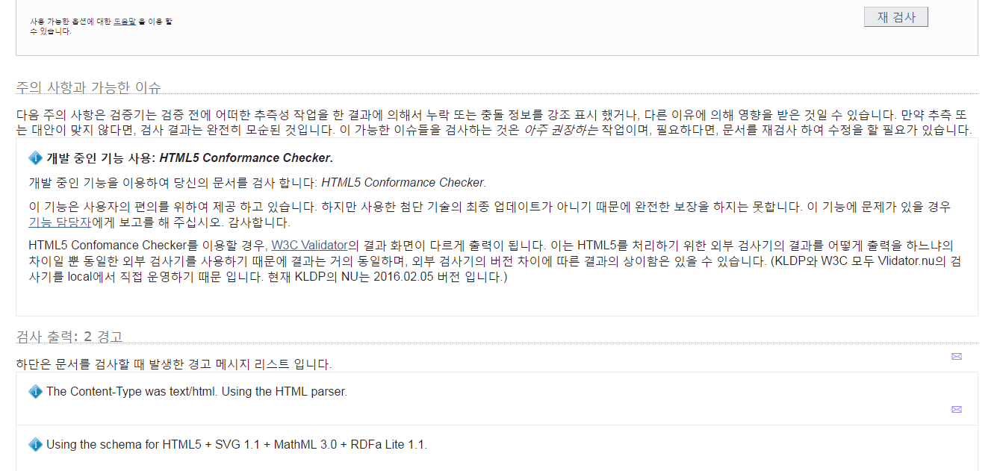 사용 가능한 옵션에 대한 도움말 을 이용 할
수 있습니다.
재 검사
주의 사항과 가능한 이슈
다음 주의 사항은 검증기는 검증 전에 어떠한 추측성 작업을 한 결과에 의해서 누락 또는 충돌 정보를 강조 표시 했거나, 다른 이유에 의해 영향을 받은 것일 수 있습니다. 만약 추측 또
는 대안이 맞지 않다면, 검사 결과는 완전히 모순된 것입니다. 이 가능한 이슈들을 검사하는 것은 아주 권장하는 작업이며, 필요하다면, 문서를 재검사 하여 수정을 할 필요가 있습니다.
개발 중인 기능 사용: HTML5 Conformance Checker.
개발 중인 기능을 이용하여 당신의 문서를 검사 합니다: HTML5 Conformance Checker.
이 기능은 사용자의 편의를 위하여 제공 하고 있습니다. 하지만 사용한 첨단 기술의 최종 업데이트가 아니기 때문에 완전한 보장을 하지는 못합니다. 이 기능에 문제가 있을 경우
기능 담당자에게 보고를 해 주십시오. 감사합니다.
HTML5 Confomance Checker를 이용할 경우, W3C Validator의 결과 화면이 다르게 출력이 됩니다. 이는 HTML5를 처리하기 위한 외부 검사기의 결과를 어떻게 출력을 하느냐의
차이일 뿐 동일한 외부 검사기를 사용하기 때문에 결과는 거의 동일하며, 외부 검사기의 버전 차이에 따른 결과의 상이함은 있을 수 있습니다. (KLDP와 W3C 모두 Vlidator.nu의 검
사기를 local에서 직접 운영하기 때문 입니다. 현재 KLDP의 NU는 2016.02.05 버전 입니다.)
검사 출력: 2 경고
하단은 문서를 검사할 때 발생한 경고 메시지 리스트 입니다.
The Content-Type was text/html. Using the HTML parser.
Using the schema for HTML5 + SVG 1.1 + MathML 3.0 + RDFa Lite 1.1.